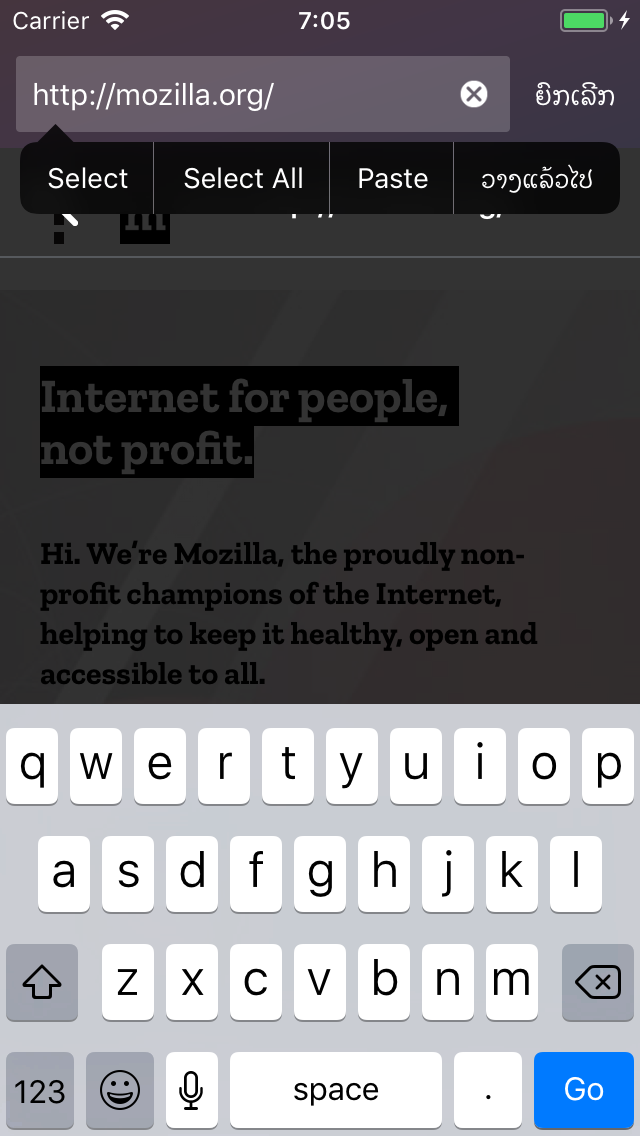 Carrier 7:05
http://mozilla.org/ ຍົກເລີກ
Select Select All Paste ວາງແລ້ວໄປ
Internet for people,
not profit.
Hi. We’re Mozilla, the proudly non-
profit champions of the Internet,
helping to keep it healthy, open and
accessible to all.
q w e r t y u i o p
a s d f g h j k l
z x c v b n m
123 space . Go